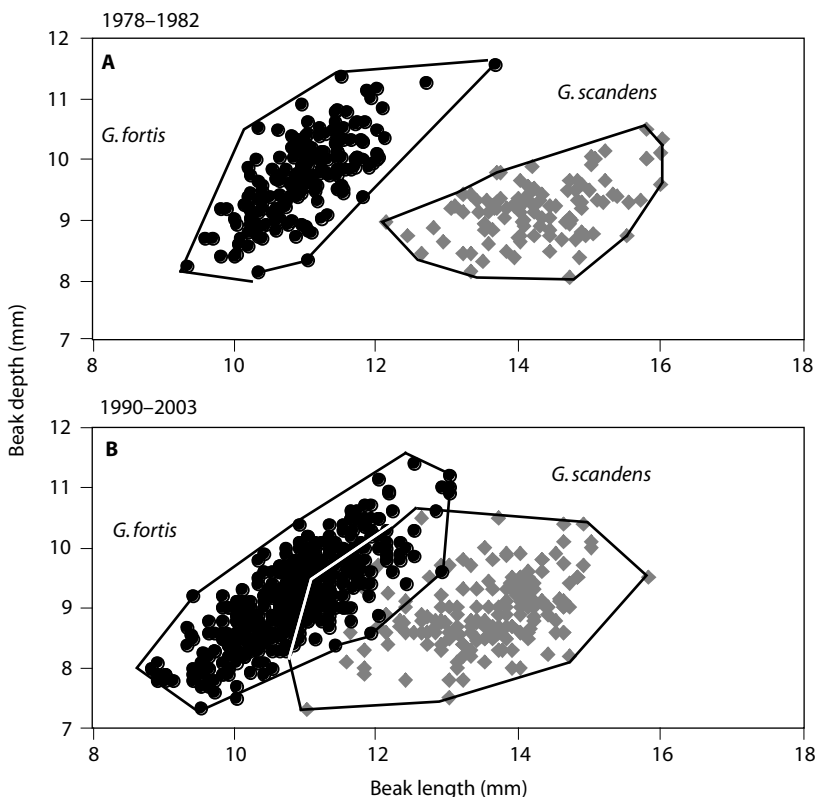 1978–1982
12
A
G. scandens
11
G. fortis
10
9
8
7
8 10 12 14 16 18
Beak depth (mm)
1990–2003
12
B
G. scandens
11
G. fortis
10
9
8
7
8 10 12 14 16 18
Beak length (mm)